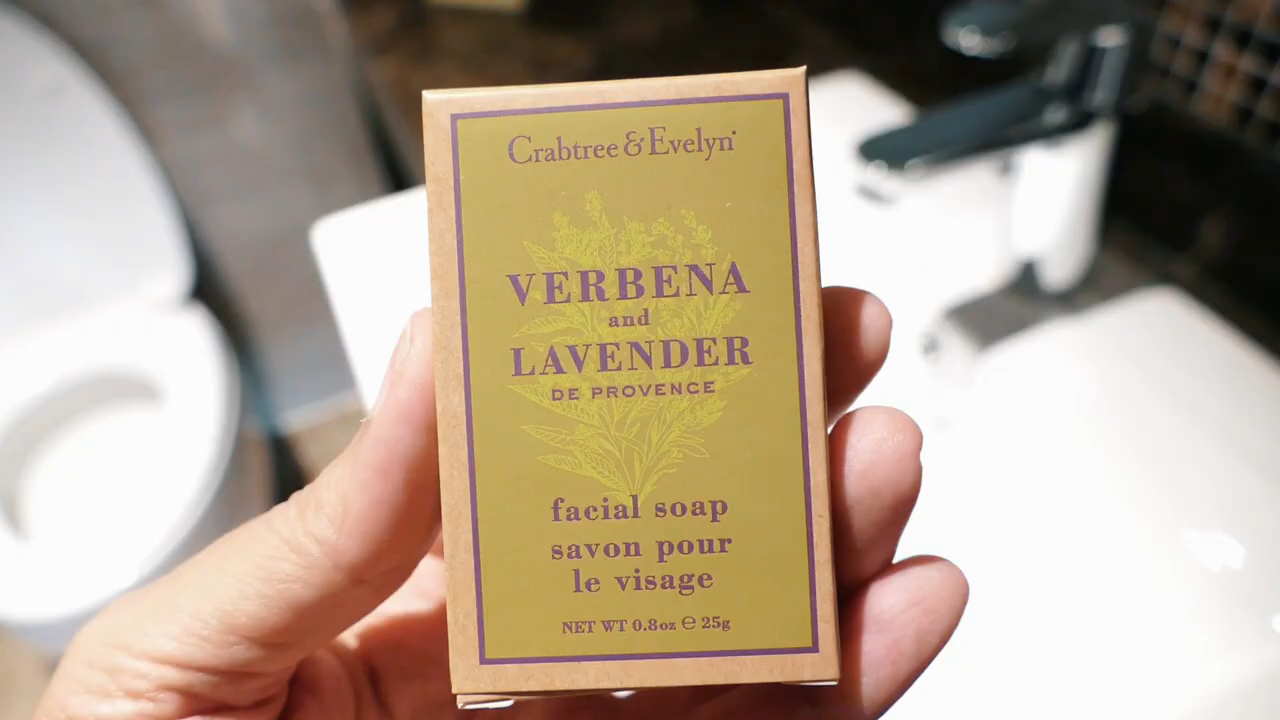 Crabtree & Evelyn®
VERBENA
and
LAVENDER
DE PROVENCE
facial soap
savon pour
le visage
NET WT 0.8oz ℮ 25g